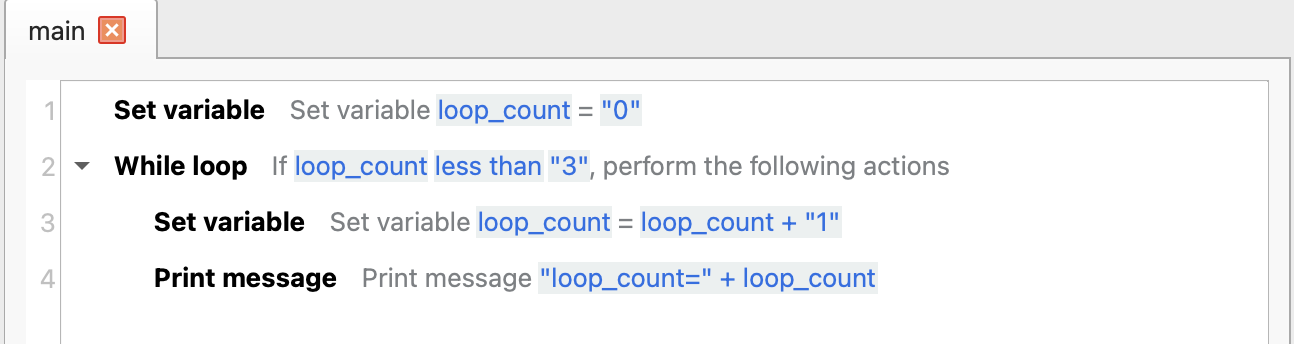 main
1 Set variable Set variable loop_count = "0"
2 While loop If loop_count less than "3", perform the following actions
3 Set variable Set variable loop_count = loop_count + "1"
4 Print message Print message "loop_count=" + loop_count